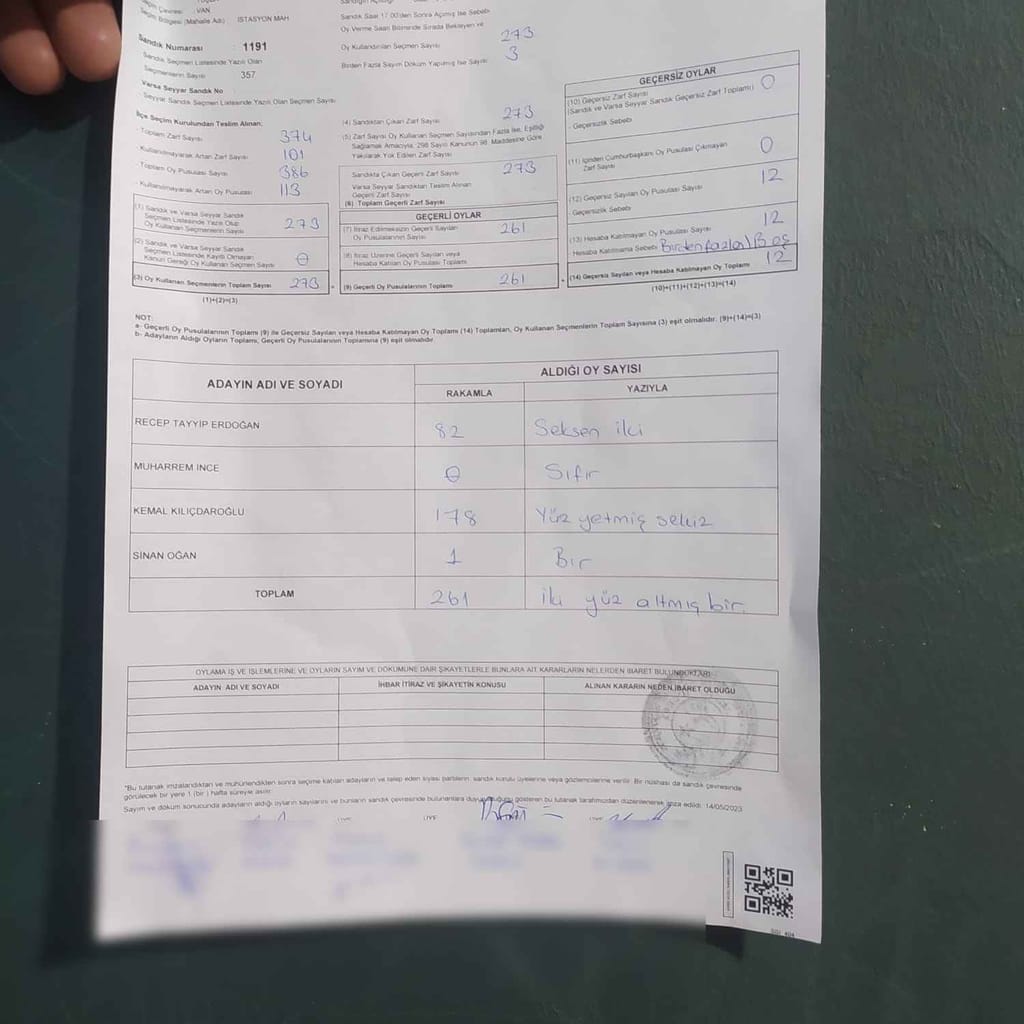 Seçim Çevresi : VAN
Seçim Bölgesi (Mahalle Adı) İSTASYON MAH
Sandık Numarası : 1191
Sandık Seçmen Listesinde Yazılı Olan
Seçmenlerin Sayısı 357
Varsa Seyyar Sandık No
Seyyar Sandık Seçmen Listesinde Yazılı Olan Seçmen Sayısı
Sandık Saat 17.00'den Sonra Açılmış İse Sebebi
Oy Verme Saati Bitiminde Sırada Bekleyen ve
Oy Kullandırılan Seçmen Sayısı 273
Birden Fazla Sayım Döküm Yapılmış İse Sayısı 3
İlçe Seçim Kurulundan Teslim Alınan:
- Toplam Zarf Sayısı 374
- Kullanılmayarak Artan Zarf Sayısı 101
- Toplam Oy Pusulası Sayısı 386
- Kullanılmayarak Artan Oy Pusulası 113
(1) Sandık ve Varsa Seyyar Sandık
Seçmen Listesinde Yazılı Olup
Oy Kullanan Seçmenlerin Sayısı 273
(2) Sandık ve Varsa Seyyar Sandık
Seçmen Listesinde Kayıtlı Olmayan
Kanun Gereği Oy Kullanan Seçmen Sayısı 0
(3) Oy Kullanan Seçmenlerin Toplam Sayısı 273
(1)+(2)=(3)
(4) Sandıktan Çıkan Zarf Sayısı 273
(5) Zarf Sayısı Oy Kullanan Seçmen Sayısından Fazla İse, Eşitliği
Sağlamak Amacıyla, 298 Sayılı Kanunun 98. Maddesine Göre
Yakılarak Yok Edilen Zarf Sayısı
Sandıkta Çıkan Geçerli Zarf Sayısı 273
Varsa Seyyar Sandıktan Teslim Alınan
Geçerli Zarf Sayısı
(6) Toplam Geçerli Zarf Sayısı
GEÇERLİ OYLAR
(7) İtiraz Edilmeksizin Geçerli Sayılan
Oy Pusulalarının Sayısı 261
(8) İtiraz Üzerine Geçerli Sayılan veya
Hesaba Katılan Oy Pusulası Toplamı
(9) Geçerli Oy Pusulalarının Toplamı 261
GEÇERSİZ OYLAR
(10) Geçersiz Zarf Sayısı 0
(Sandık ve Varsa Seyyar Sandık Geçersiz Zarf Toplamı)
- Geçersizlik Sebebi
(11) İçinden Cumhurbaşkanı Oy Pusulası Çıkmayan
Zarf Sayısı 0
(12) Geçersiz Sayılan Oy Pusulası Sayısı 12
- Geçersizlik Sebebi
(13) Hesaba Katılmayan Oy Pusulası Sayısı 12
- Hesaba Katılmama Sebebi Birden fazla / Boş
(14) Geçersiz Sayılan veya Hesaba Katılmayan Oy Toplamı 12
(10)+(11)+(12)+(13)=(14)
NOT:
a- Geçerli Oy Pusulalarının Toplamı (9) ile Geçersiz Sayılan veya Hesaba Katılmayan Oy Toplamı (14) Toplamları, Oy Kullanan Seçmenlerin Toplam Sayısına (3) eşit olmalıdır. (9)+(14)=(3)
b- Adayların Aldığı Oyların Toplamı, Geçerli Oy Pusulalarının Toplamına (9) eşit olmalıdır.
ADAYIN ADI VE SOYADI
ALDIĞI OY SAYISI
RAKAMLA YAZIYLA
RECEP TAYYİP ERDOĞAN 82 Seksen iki
MUHARREM İNCE 0 Sıfır
KEMAL KILIÇDAROĞLU 178 Yüz yetmiş sekiz
SİNAN OĞAN 1 Bir
TOPLAM 261 İki yüz altmış bir
OYLAMA İŞ VE İŞLEMLERİNE VE OYLARIN SAYIM VE DÖKÜMÜNE DAİR ŞİKAYETLERLE BUNLARA AİT KARARLARIN NELERDEN İBARET BULUNDUKLARI
ADAYIN ADI VE SOYADI İHBAR İTİRAZ VE ŞİKAYETİN KONUSU ALINAN KARARIN NEDEN İBARET OLDUĞU
"Bu tutanak imzalandıktan ve mühürlendikten sonra seçime katılan adayların ve talep eden siyasi partilerin, sandık kurulu üyelerine veya gözlemcilerine verilir. Bir nüshası da sandık çevresinde
görülecek bir yere 1 (bir ) hafta süreyle asılır.
Sayım ve döküm sonucunda adayların aldığı oyların sayılarını ve bunların sandık çevresinde bulunanlara duyurulduğunu gösteren bu tutanak tarafımızdan düzenlenerek imza edildi. 14/05/2023